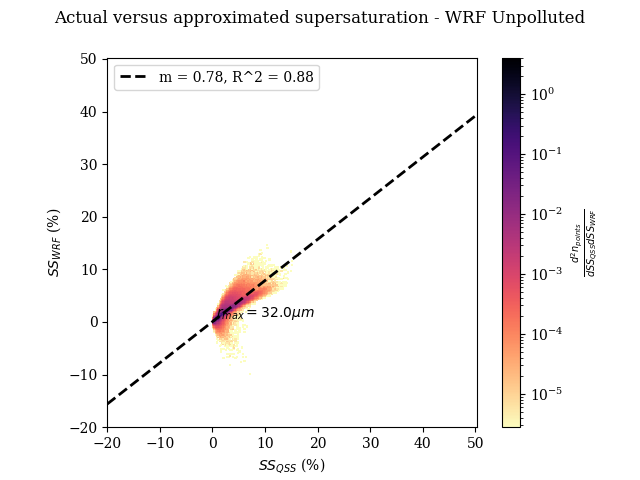 Actual versus approximated supersaturation - WRF Unpolluted
m = 0.78, R^2 = 0.88
r_max = 32.0μm
50
40
30
20
10
0
−10
−20
−20 −10 0 10 20 30 40 50
SS_WRF (%)
SS_QSS (%)
10^0
10^−1
10^−2
10^−3
10^−4
10^−5
d^2 n_points / dSS_QSS dSS_WRF